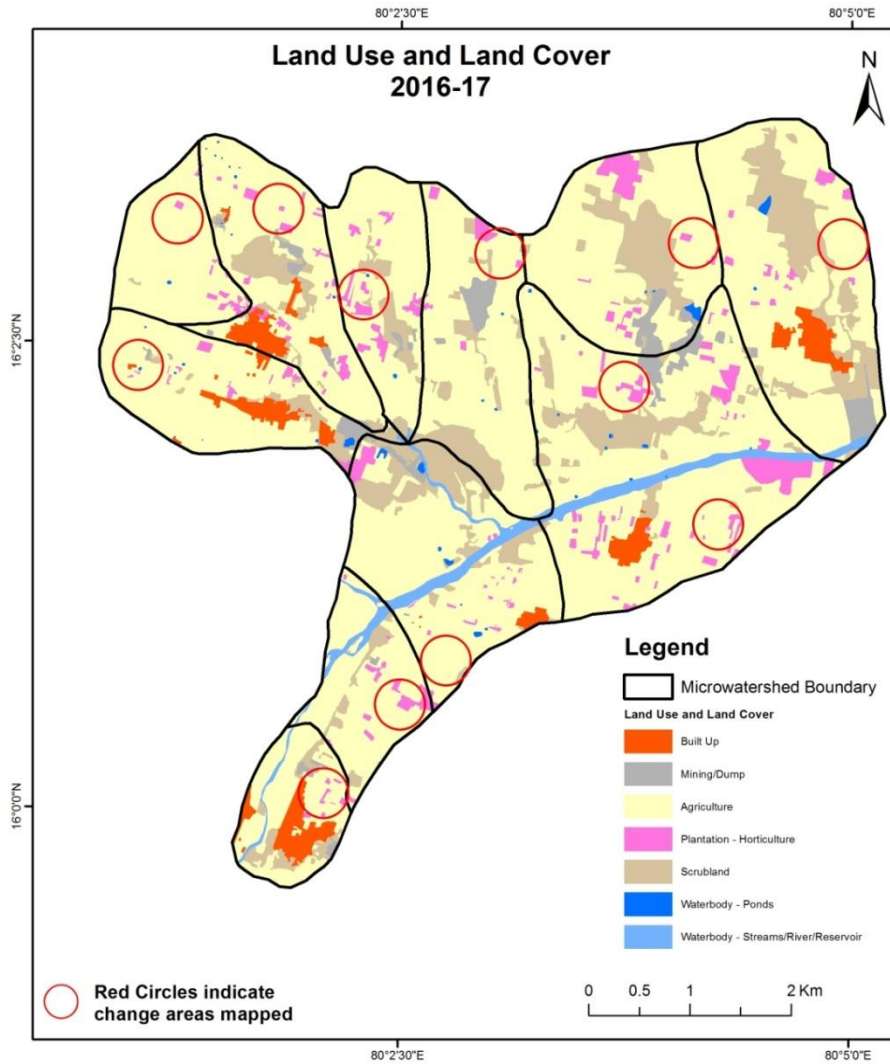 80°2'30"E 80°5'0"E
Land Use and Land Cover
2016-17
N
16°2'30"N
16°0'0"N
Legend
Microwatershed Boundary
Land Use and Land Cover
Built Up
Mining/Dump
Agriculture
Plantation - Horticulture
Scrubland
Waterbody - Ponds
Waterbody - Streams/River/Reservoir
Red Circles indicate
change areas mapped
0 0.5 1 2 Km
80°2'30"E 80°5'0"E